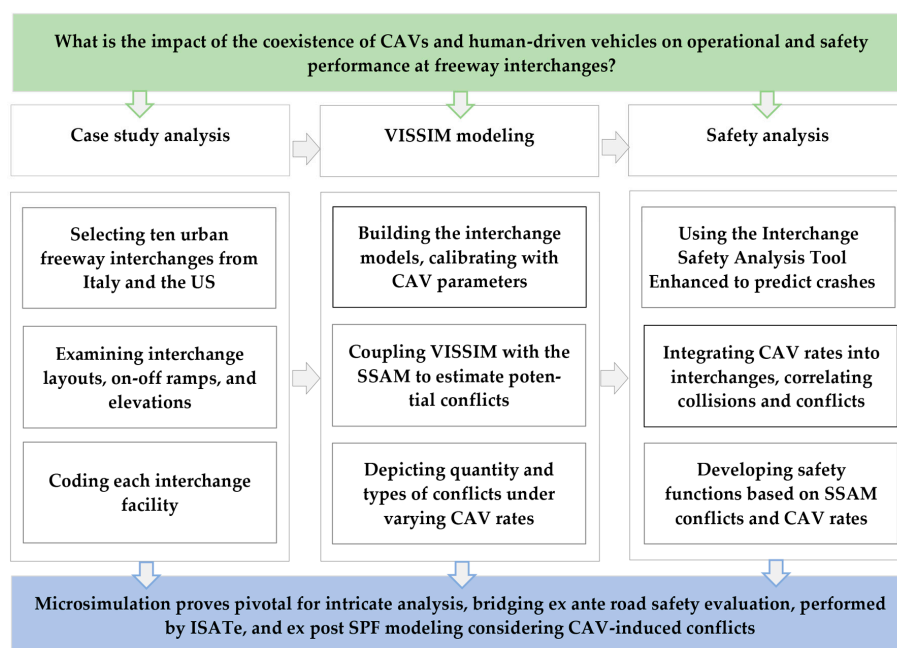 What is the impact of the coexistence of CAVs and human-driven vehicles on operational and safety
performance at freeway interchanges?
Case study analysis
VISSIM modeling
Safety analysis
Selecting ten urban
freeway interchanges from
Italy and the US
Examining interchange
layouts, on-off ramps, and
elevations
Coding each interchange
facility
Building the interchange
models, calibrating with
CAV parameters
Coupling VISSIM with the
SSAM to estimate poten-
tial conflicts
Depicting quantity and
types of conflicts under
varying CAV rates
Using the Interchange
Safety Analysis Tool
Enhanced to predict crashes
Integrating CAV rates into
interchanges, correlating
collisions and conflicts
Developing safety
functions based on SSAM
conflicts and CAV rates
Microsimulation proves pivotal for intricate analysis, bridging ex ante road safety evaluation, performed
by ISATe, and ex post SPF modeling considering CAV-induced conflicts